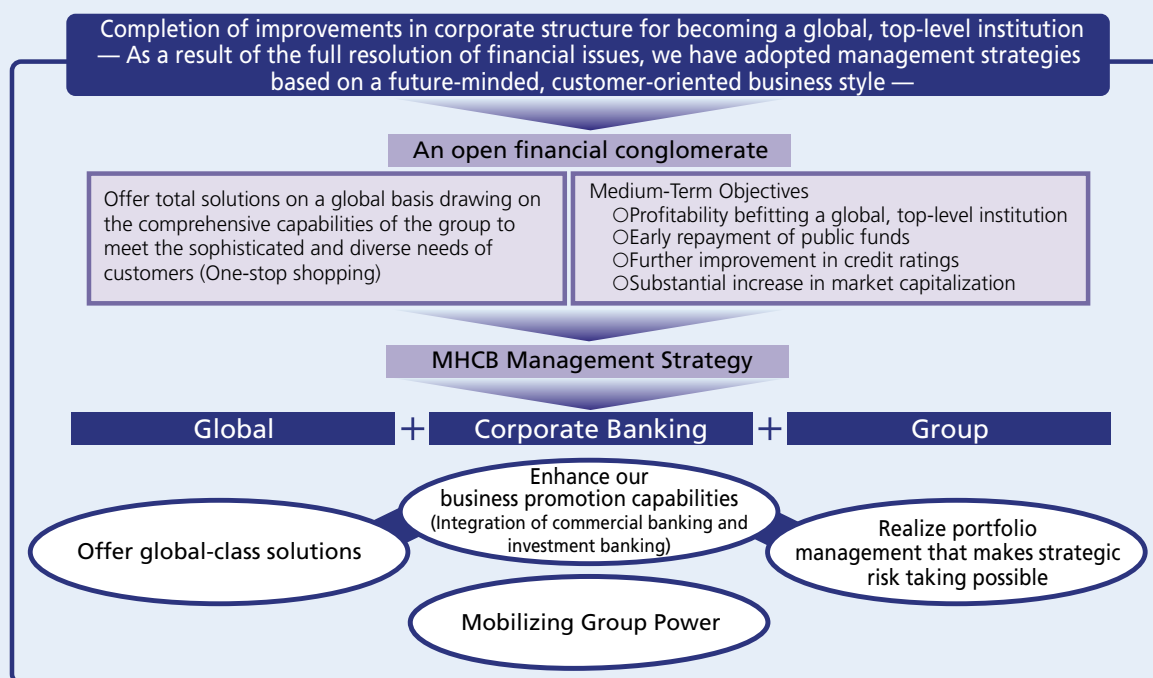 Completion of improvements in corporate structure for becoming a global, top-level institution
— As a result of the full resolution of financial issues, we have adopted management strategies
based on a future-minded, customer-oriented business style —
An open financial conglomerate
Offer total solutions on a global basis drawing on
the comprehensive capabilities of the group to
meet the sophisticated and diverse needs of
customers (One-stop shopping)
Medium-Term Objectives
○Profitability befitting a global, top-level institution
○Early repayment of public funds
○Further improvement in credit ratings
○Substantial increase in market capitalization
MHCB Management Strategy
Global + Corporate Banking + Group
Enhance our
business promotion capabilities
(Integration of commercial banking and
investment banking)
Offer global-class solutions
Realize portfolio
management that makes strategic
risk taking possible
Mobilizing Group Power